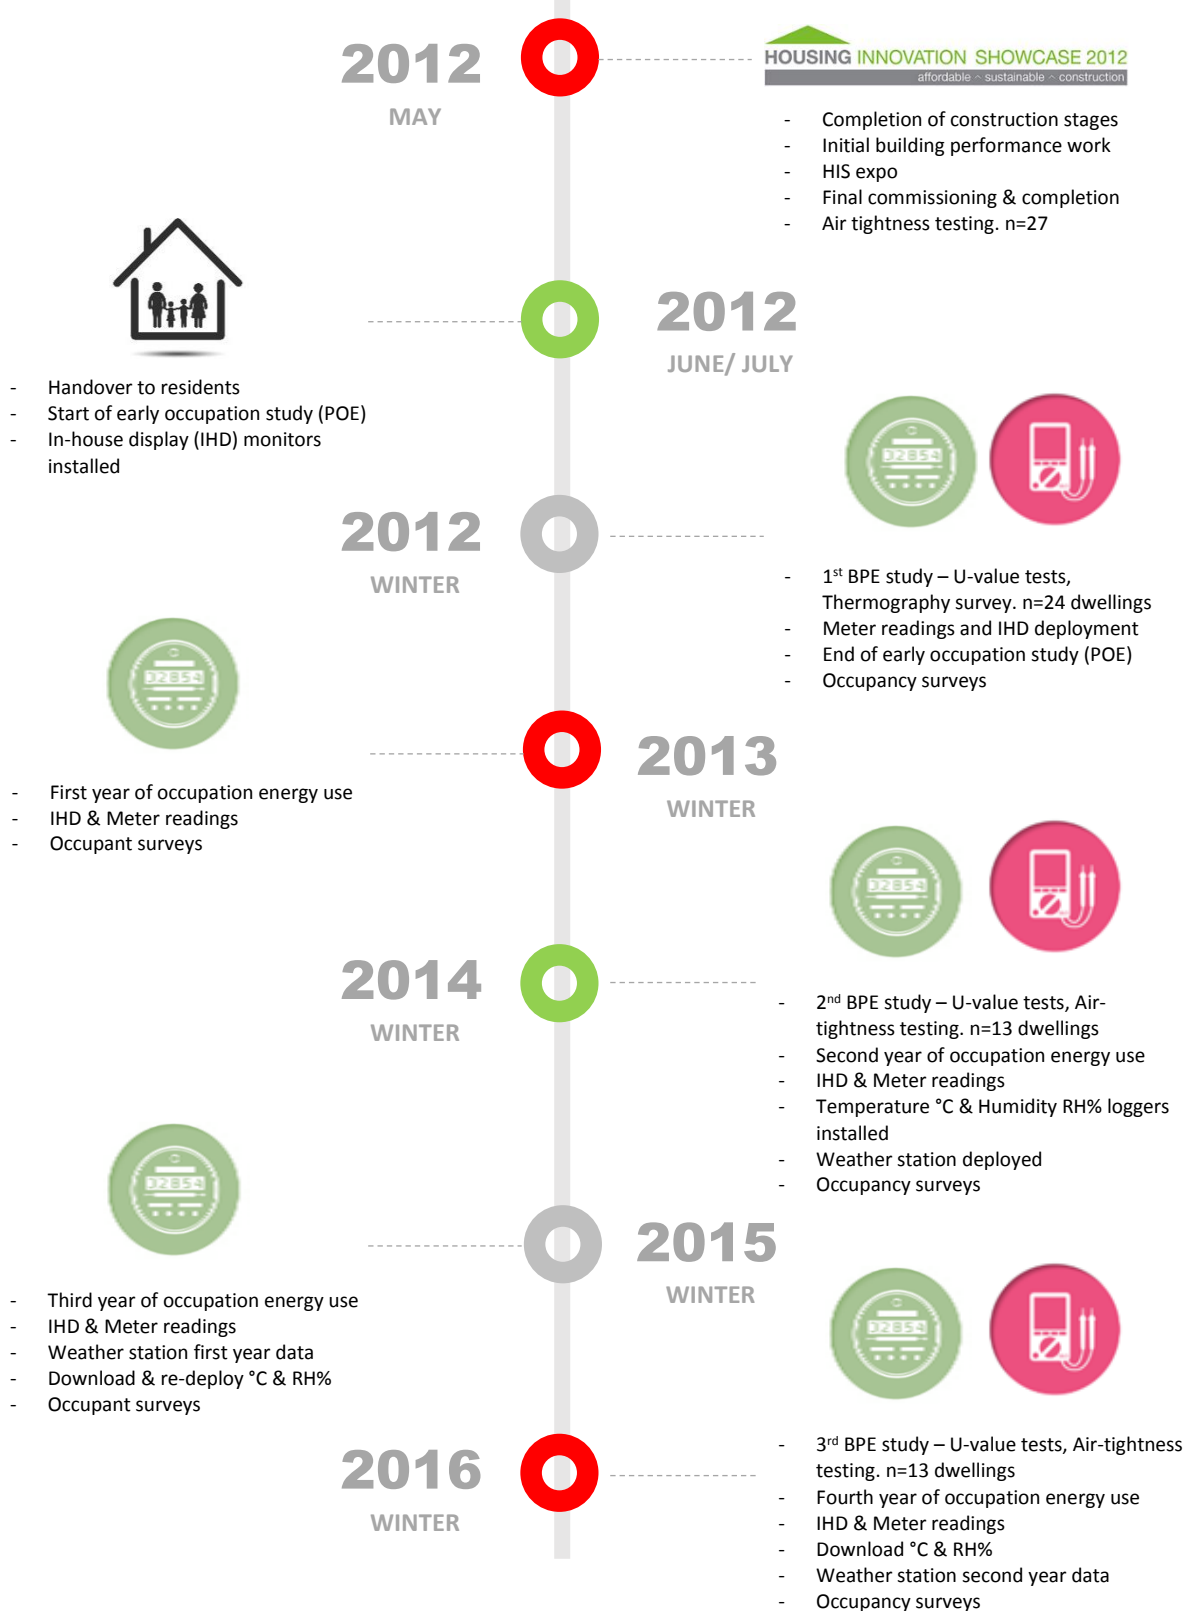 2012
MAY
HOUSING INNOVATION SHOWCASE 2012
affordable ^ sustainable ^ construction
- Completion of construction stages
- Initial building performance work
- HIS expo
- Final commissioning & completion
- Air tightness testing. n=27
2012
JUNE/ JULY
- Handover to residents
- Start of early occupation study (POE)
- In-house display (IHD) monitors
installed
2012
WINTER
32854
- 1st BPE study – U-value tests,
Thermography survey. n=24 dwellings
- Meter readings and IHD deployment
- End of early occupation study (POE)
- Occupancy surveys
32854
2013
WINTER
- First year of occupation energy use
- IHD & Meter readings
- Occupant surveys
32854
2014
WINTER
- 2nd BPE study – U-value tests, Air-
tightness testing. n=13 dwellings
- Second year of occupation energy use
- IHD & Meter readings
- Temperature °C & Humidity RH% loggers
installed
- Weather station deployed
- Occupancy surveys
32854
2015
WINTER
- Third year of occupation energy use
- IHD & Meter readings
- Weather station first year data
- Download & re-deploy °C & RH%
- Occupant surveys
32854
2016
WINTER
- 3rd BPE study – U-value tests, Air-tightness
testing. n=13 dwellings
- Fourth year of occupation energy use
- IHD & Meter readings
- Download °C & RH%
- Weather station second year data
- Occupancy surveys